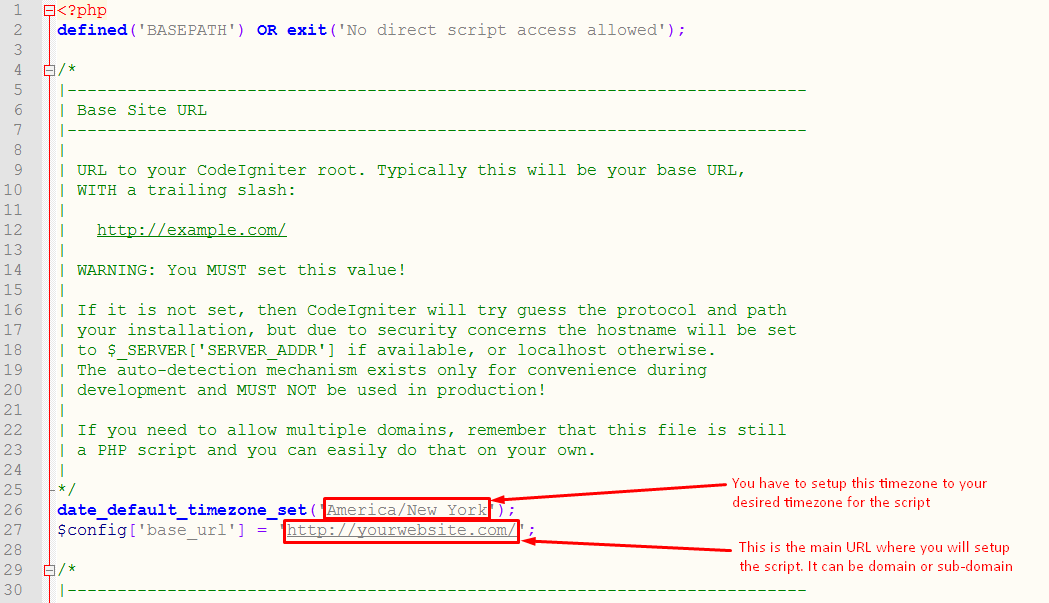 1 <?php
2 defined('BASEPATH') OR exit('No direct script access allowed');
3
4 /*
5 |--------------------------------------------------------------------------
6 | Base Site URL
7 |--------------------------------------------------------------------------
8 |
9 | URL to your CodeIgniter root. Typically this will be your base URL,
10 | WITH a trailing slash:
11 |
12 | http://example.com/
13 |
14 | WARNING: You MUST set this value!
15 |
16 | If it is not set, then CodeIgniter will try guess the protocol and path
17 | your installation, but due to security concerns the hostname will be set
18 | to $_SERVER['SERVER_ADDR'] if available, or localhost otherwise.
19 | The auto-detection mechanism exists only for convenience during
20 | development and MUST NOT be used in production!
21 |
22 | If you need to allow multiple domains, remember that this file is still
23 | a PHP script and you can easily do that on your own.
24 |
25 */
You have to setup this timezone to your
desired timezone for the script
26 date_default_timezone_set('America/New_York');
27 $config['base_url'] = 'http://yourwebsite.com/';
This is the main URL where you will setup
the script. It can be domain or sub-domain
28
29 /*
30 |--------------------------------------------------------------------------